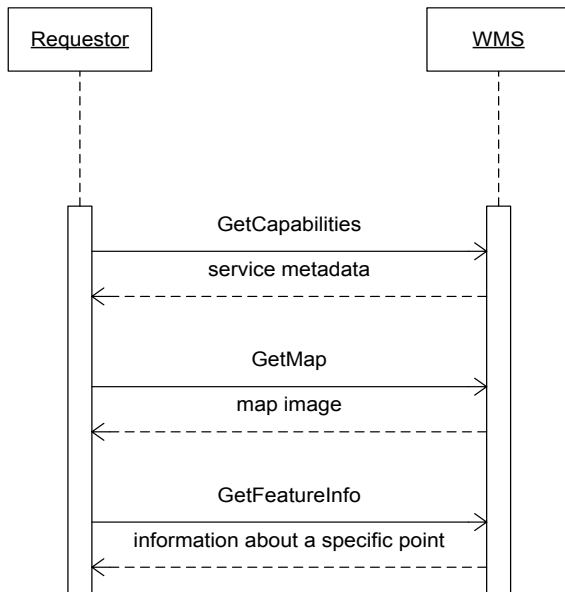 Requestor
WMS
GetCapabilities
service metadata
GetMap
map image
GetFeatureInfo
information about a specific point